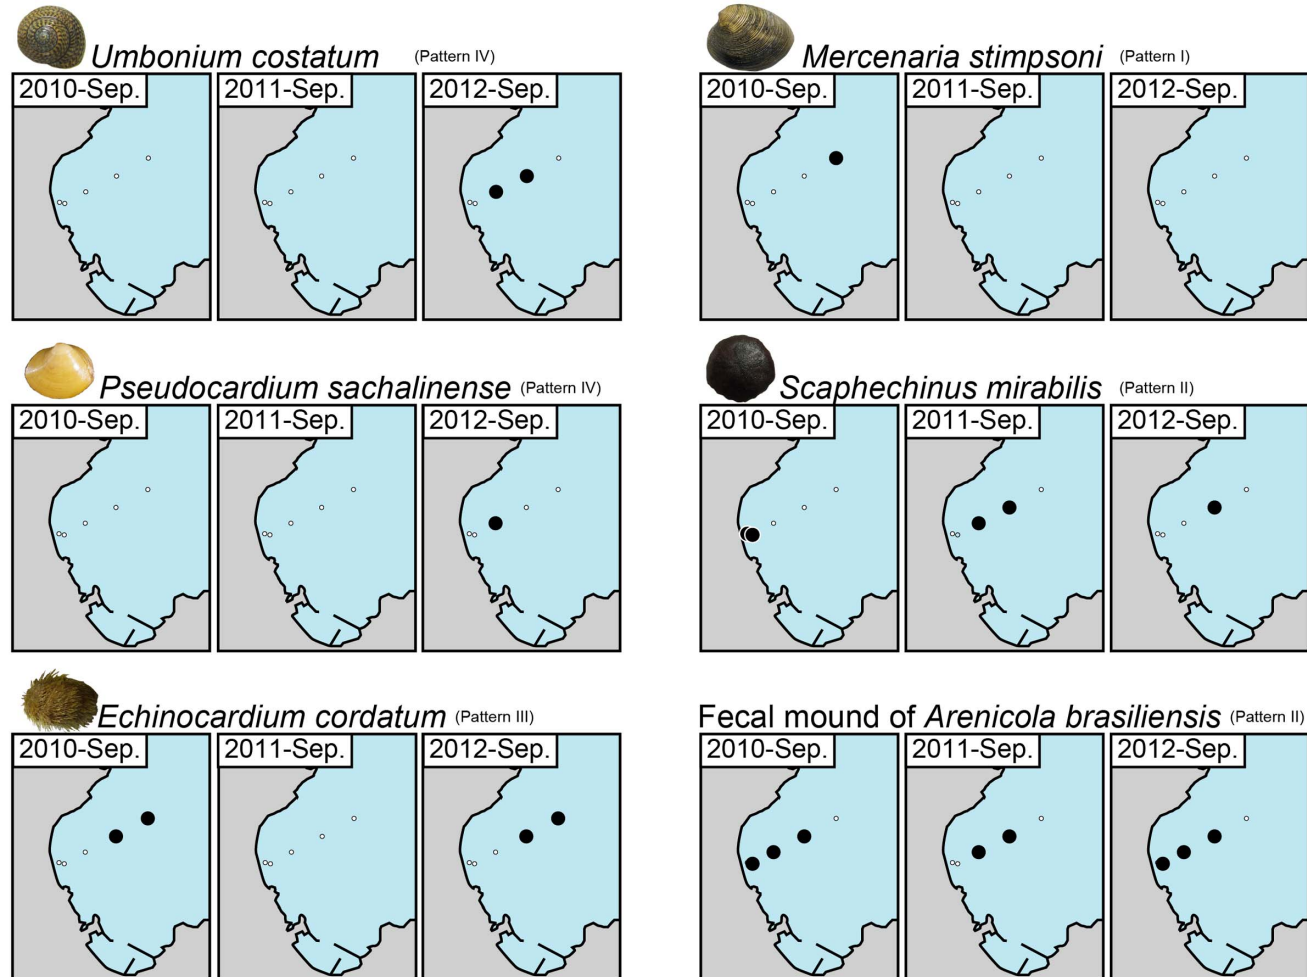 Umbonium costatum (Pattern IV)
2010-Sep. 2011-Sep. 2012-Sep.
Mercenaria stimpsoni (Pattern I)
2010-Sep. 2011-Sep. 2012-Sep.
Pseudocardium sachalinense (Pattern IV)
2010-Sep. 2011-Sep. 2012-Sep.
Scaphechinus mirabilis (Pattern II)
2010-Sep. 2011-Sep. 2012-Sep.
Echinocardium cordatum (Pattern III)
2010-Sep. 2011-Sep. 2012-Sep.
Fecal mound of Arenicola brasiliensis (Pattern II)
2010-Sep. 2011-Sep. 2012-Sep.